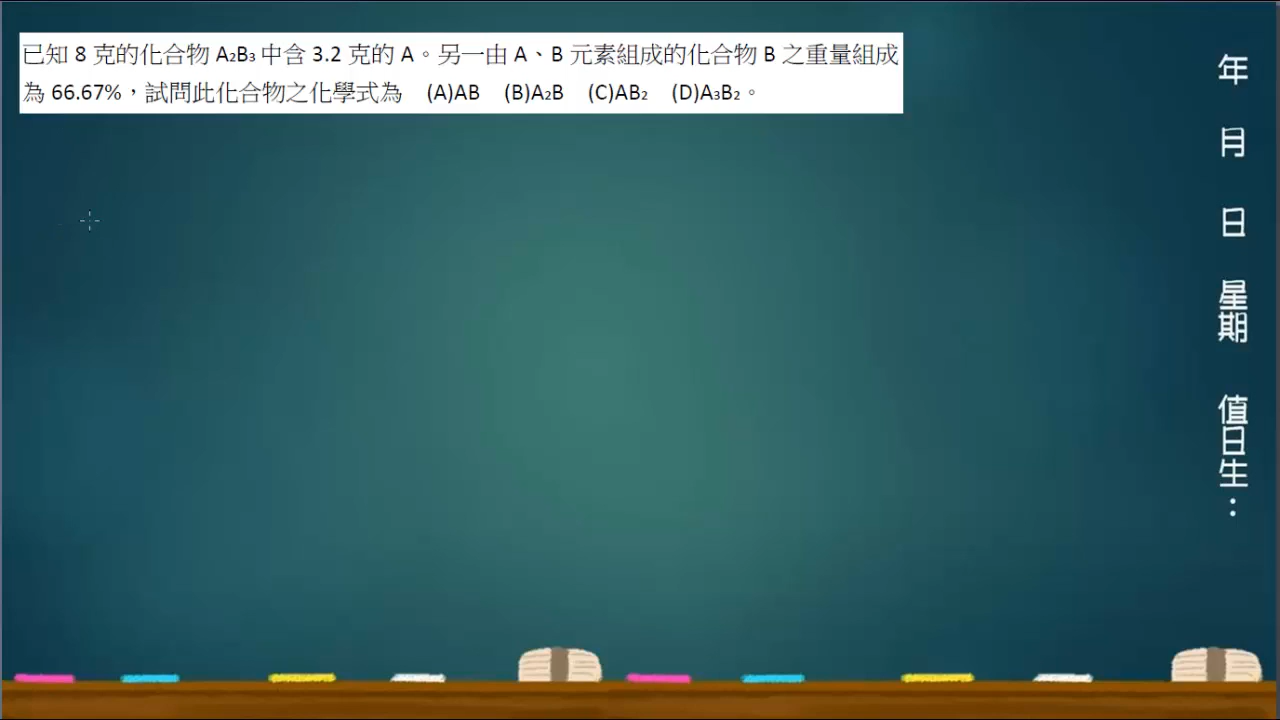 已知 8 克的化合物 A₂B₃ 中含 3.2 克的 A。另一由 A、B 元素組成的化合物 B 之重量組成
為 66.67%，試問此化合物之化學式為 (A)AB (B)A₂B (C)AB₂ (D)A₃B₂。
年 月 日 星期 值日生：